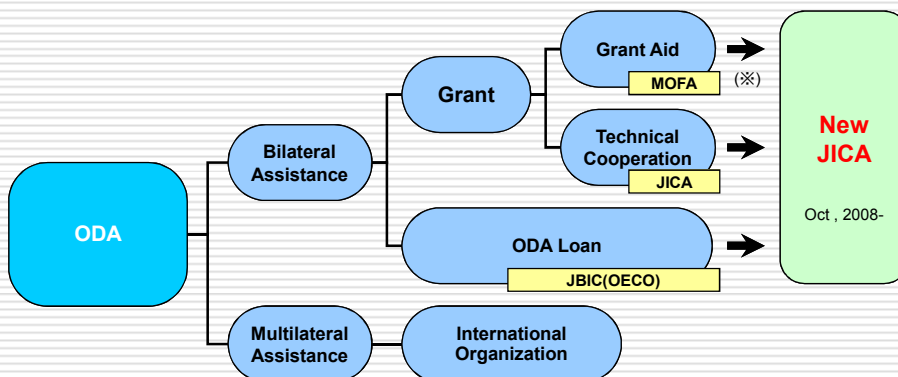 ODA
Bilateral
Assistance
Multilateral
Assistance
Grant
ODA Loan
JBIC(OECO)
International
Organization
Grant Aid
MOFA
(※)
Technical
Cooperation
JICA
New
JICA
Oct , 2008-